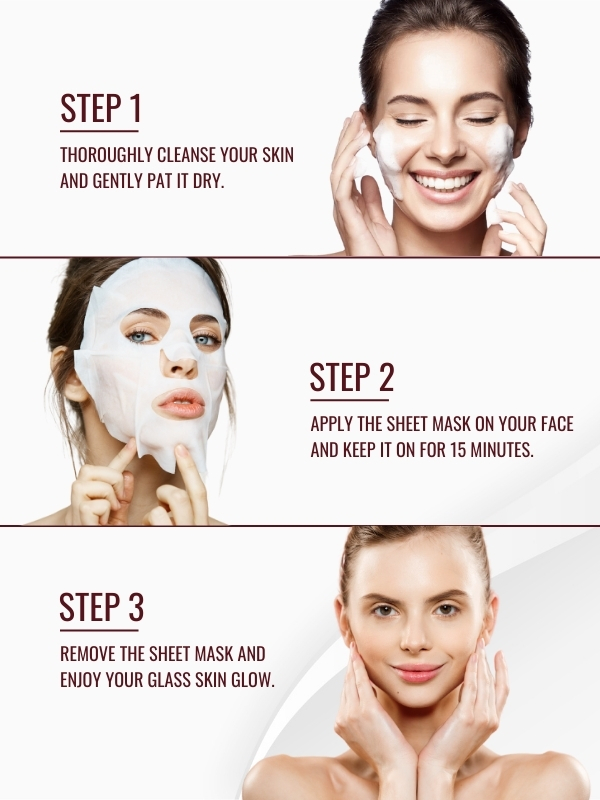 STEP 1
THOROUGHLY CLEANSE YOUR SKIN
AND GENTLY PAT IT DRY.
STEP 2
APPLY THE SHEET MASK ON YOUR FACE
AND KEEP IT ON FOR 15 MINUTES.
STEP 3
REMOVE THE SHEET MASK AND
ENJOY YOUR GLASS SKIN GLOW.